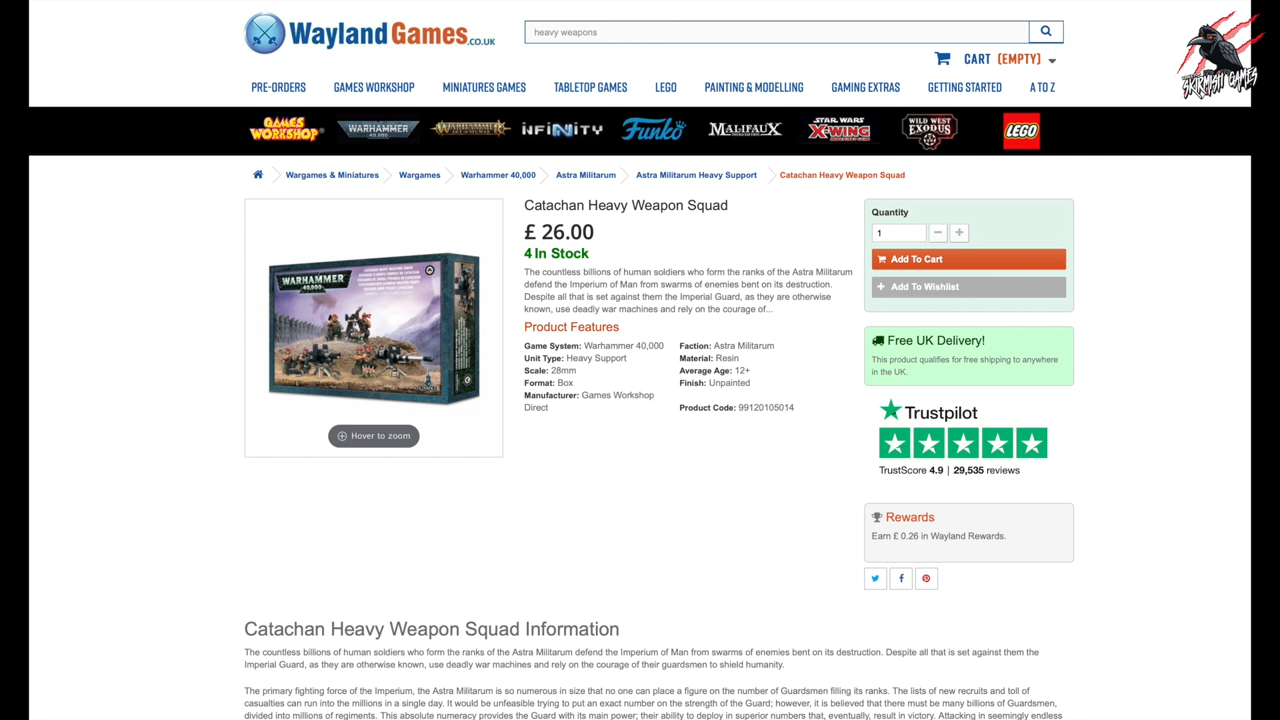 WaylandGames.CO.UK
heavy weapons
CART (EMPTY)
SKIRMISH GAMES
PRE-ORDERS GAMES WORKSHOP MINIATURES GAMES TABLETOP GAMES LEGO PAINTING & MODELLING GAMING EXTRAS GETTING STARTED A TO Z
GAMES WORKSHOP WARHAMMER 40,000 WARHAMMER INFINITY Funko MALIFAUX STAR WARS X-WING WILD WEST EXODUS LEGO
Wargames & Miniatures Wargames Warhammer 40,000 Astra Militarum Astra Militarum Heavy Support Catachan Heavy Weapon Squad
WARHAMMER
40,000
Hover to zoom
Catachan Heavy Weapon Squad
£ 26.00
4 In Stock
The countless billions of human soldiers who form the ranks of the Astra Militarum
defend the Imperium of Man from swarms of enemies bent on its destruction.
Despite all that is set against them the Imperial Guard, as they are otherwise
known, use deadly war machines and rely on the courage of...
Product Features
Game System: Warhammer 40,000 Faction: Astra Militarum
Unit Type: Heavy Support Material: Resin
Scale: 28mm Average Age: 12+
Format: Box Finish: Unpainted
Manufacturer: Games Workshop
Direct Product Code: 99120105014
Quantity
1
Add To Cart
Add To Wishlist
Free UK Delivery!
This product qualifies for free shipping to anywhere
in the UK.
Trustpilot
TrustScore 4.9 | 29,535 reviews
Rewards
Earn £ 0.26 in Wayland Rewards.
Catachan Heavy Weapon Squad Information
The countless billions of human soldiers who form the ranks of the Astra Militarum defend the Imperium of Man from swarms of enemies bent on its destruction. Despite all that is set against them the
Imperial Guard, as they are otherwise known, use deadly war machines and rely on the courage of their guardsmen to shield humanity.
The primary fighting force of the Imperium, the Astra Militarum is so numerous in size that no one can place a figure on the number of Guardsmen filling its ranks. The lists of new recruits and toll of
casualties can run into the millions in a single day. It would be unfeasible trying to put an exact number on the strength of the Guard; however, it is believed that there must be many billions of Guardsmen,
divided into millions of regiments. This absolute numeracy provides the Guard with its main power; their ability to deploy in superior numbers that, eventually, result in victory. Attacking in seemingly endless